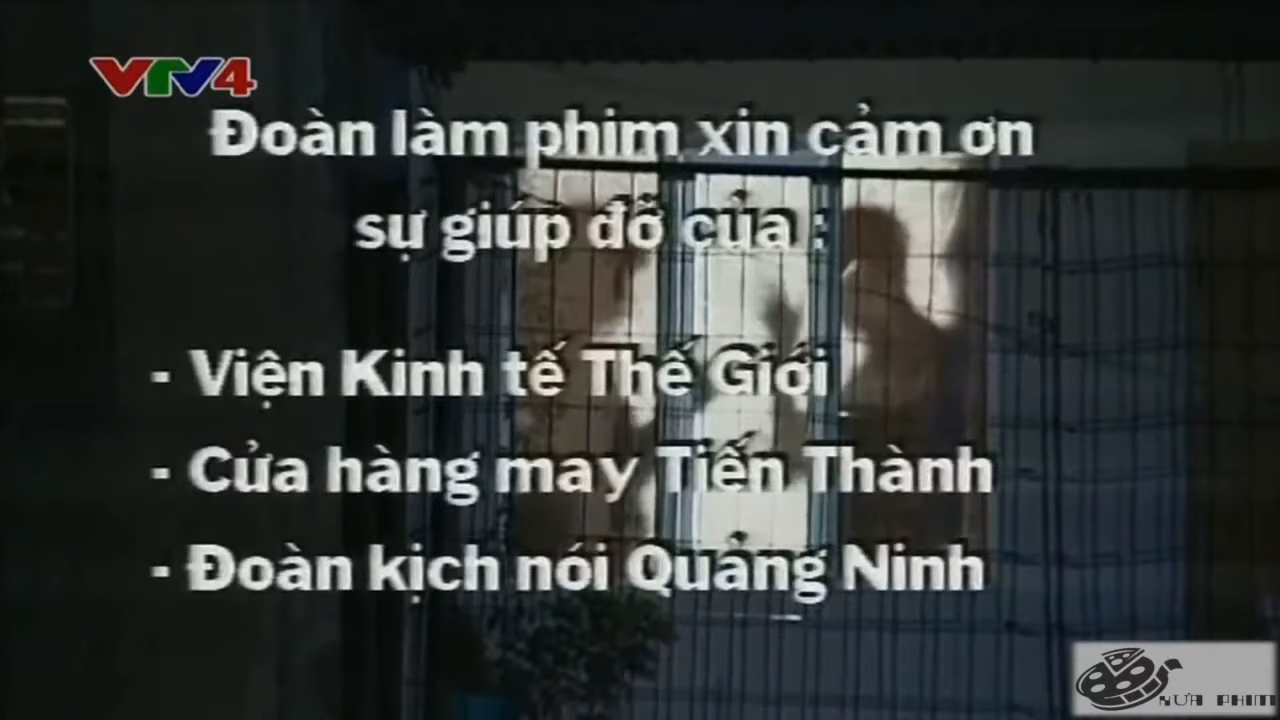 VTV4
Đoàn làm phim xin cảm ơn
sự giúp đỡ của :
- Viện Kinh tế Thế Giới
- Cửa hàng may Tiến Thành
- Đoàn kịch nói Quảng Ninh
PHIM